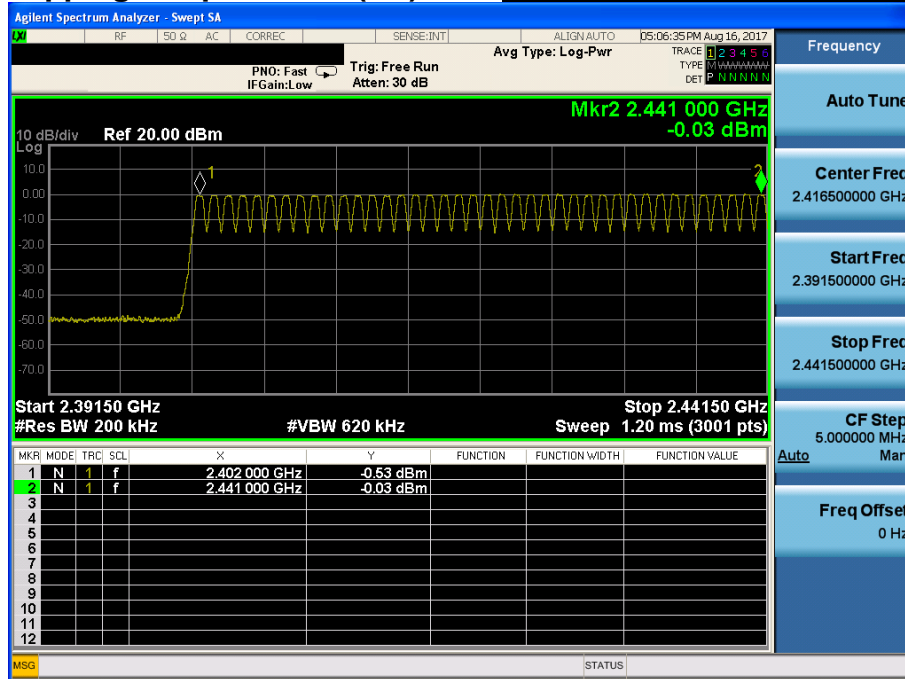 Agilent Spectrum Analyzer - Swept SA
LXI RF 50 Ω AC CORREC SENSE:INT ALIGN AUTO 05:06:35 PM Aug 16, 2017
Avg Type: Log-Pwr
TRACE 1 2 3 4 5 6
TYPE M
DET P N N N N N
PNO: Fast
IFGain:Low
Trig: Free Run
Atten: 30 dB
Mkr2 2.441 000 GHz
-0.03 dBm
10 dB/div Ref 20.00 dBm
Log
1
2
10.0
0.00
-10.0
-20.0
-30.0
-40.0
-50.0
-60.0
-70.0
Start 2.39150 GHz Stop 2.44150 GHz
#Res BW 200 kHz #VBW 620 kHz Sweep 1.20 ms (3001 pts)
MKR MODE TRC SCL X Y FUNCTION FUNCTION WIDTH FUNCTION VALUE
1 N 1 f 2.402 000 GHz -0.53 dBm
2 N 1 f 2.441 000 GHz -0.03 dBm
3
4
5
6
7
8
9
10
11
12
MSG STATUS
Frequency
Auto Tune
Center Freq
2.416500000 GHz
Start Freq
2.391500000 GHz
Stop Freq
2.441500000 GHz
CF Step
5.000000 MHz
Auto Man
Freq Offset
0 Hz